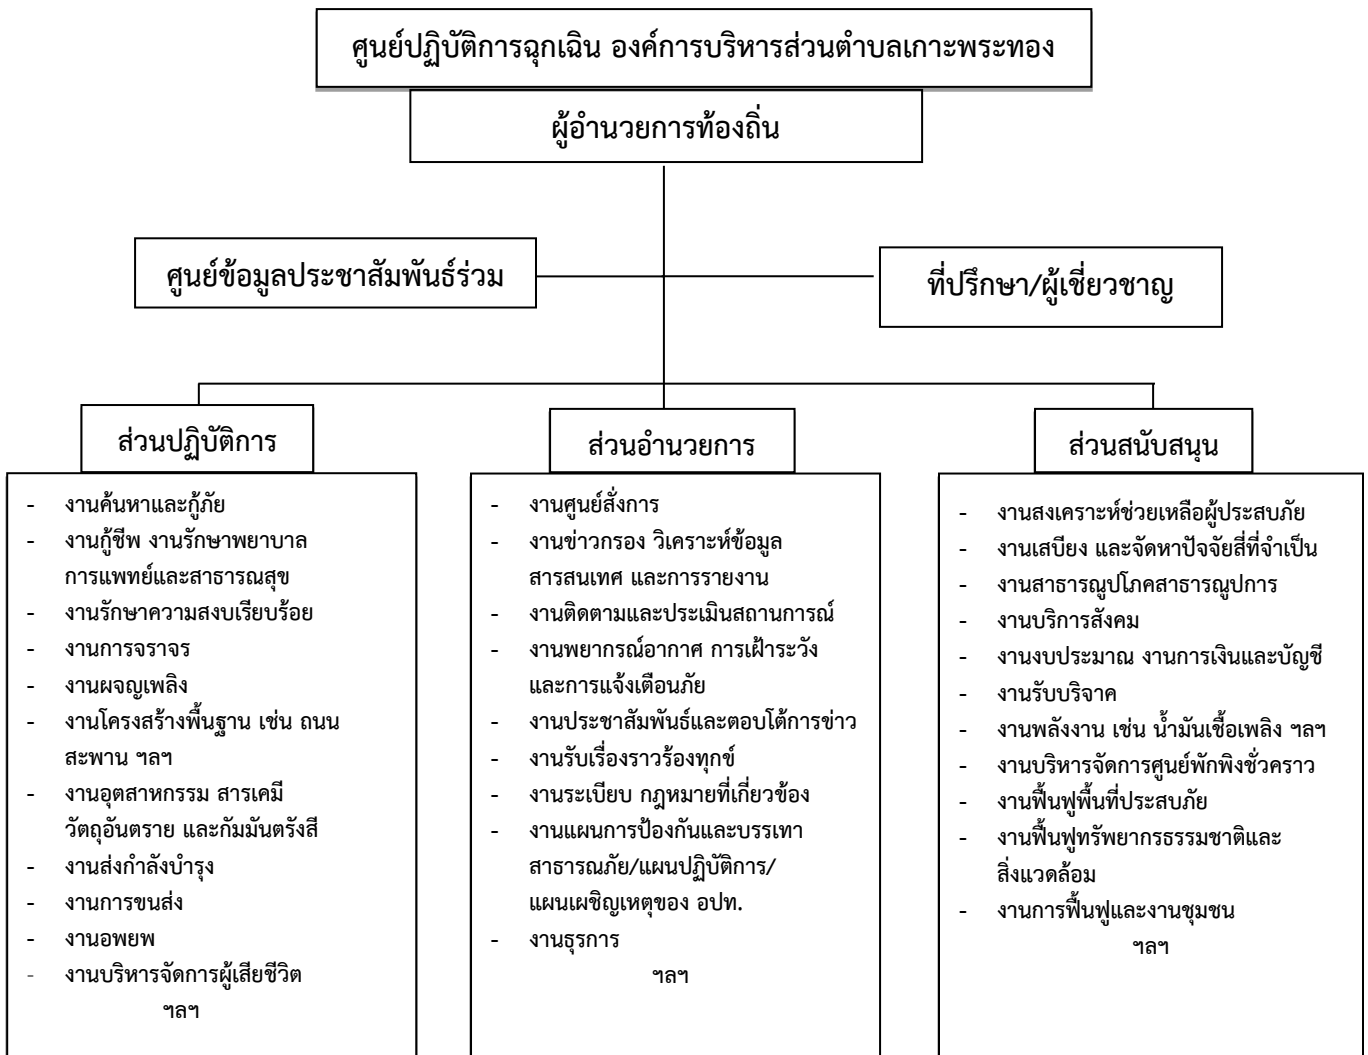 ศูนย์ปฏิบัติการฉุกเฉิน องค์การบริหารส่วนตำบลเกาะพระทอง
ผู้อำนวยการท้องถิ่น
ศูนย์ข้อมูลประชาสัมพันธ์ร่วม
ที่ปรึกษา/ผู้เชี่ยวชาญ
ส่วนปฏิบัติการ
- งานค้นหาและกู้ภัย
- งานกู้ชีพ งานรักษาพยาบาล
การแพทย์และสาธารณสุข
- งานรักษาความสงบเรียบร้อย
- งานการจราจร
- งานผจญเพลิง
- งานโครงสร้างพื้นฐาน เช่น ถนน
สะพาน ฯลฯ
- งานอุตสาหกรรม สารเคมี
วัตถุอันตราย และกัมมันตรังสี
- งานส่งกำลังบำรุง
- งานการขนส่ง
- งานอพยพ
- งานบริหารจัดการผู้เสียชีวิต
ฯลฯ
ส่วนอำนวยการ
- งานศูนย์สั่งการ
- งานข่าวกรอง วิเคราะห์ข้อมูล
สารสนเทศ และการรายงาน
- งานติดตามและประเมินสถานการณ์
- งานพยากรณ์อากาศ การเฝ้าระวัง
และการแจ้งเตือนภัย
- งานประชาสัมพันธ์และตอบโต้การข่าว
- งานรับเรื่องราวร้องทุกข์
- งานระเบียบ กฎหมายที่เกี่ยวข้อง
- งานแผนการป้องกันและบรรเทา
สาธารณภัย/แผนปฏิบัติการ/
แผนเผชิญเหตุของ อปท.
- งานธุรการ
ฯลฯ
ส่วนสนับสนุน
- งานสงเคราะห์ช่วยเหลือผู้ประสบภัย
- งานเสบียง และจัดหาปัจจัยสี่ที่จำเป็น
- งานสาธารณูปโภคสาธารณูปการ
- งานบริการสังคม
- งานงบประมาณ งานการเงินและบัญชี
- งานรับบริจาค
- งานพลังงาน เช่น น้ำมันเชื้อเพลิง ฯลฯ
- งานบริหารจัดการศูนย์พักพิงชั่วคราว
- งานฟื้นฟูพื้นที่ประสบภัย
- งานฟื้นฟูทรัพยากรธรรมชาติและ
สิ่งแวดล้อม
- งานการฟื้นฟูและงานชุมชน
ฯลฯ